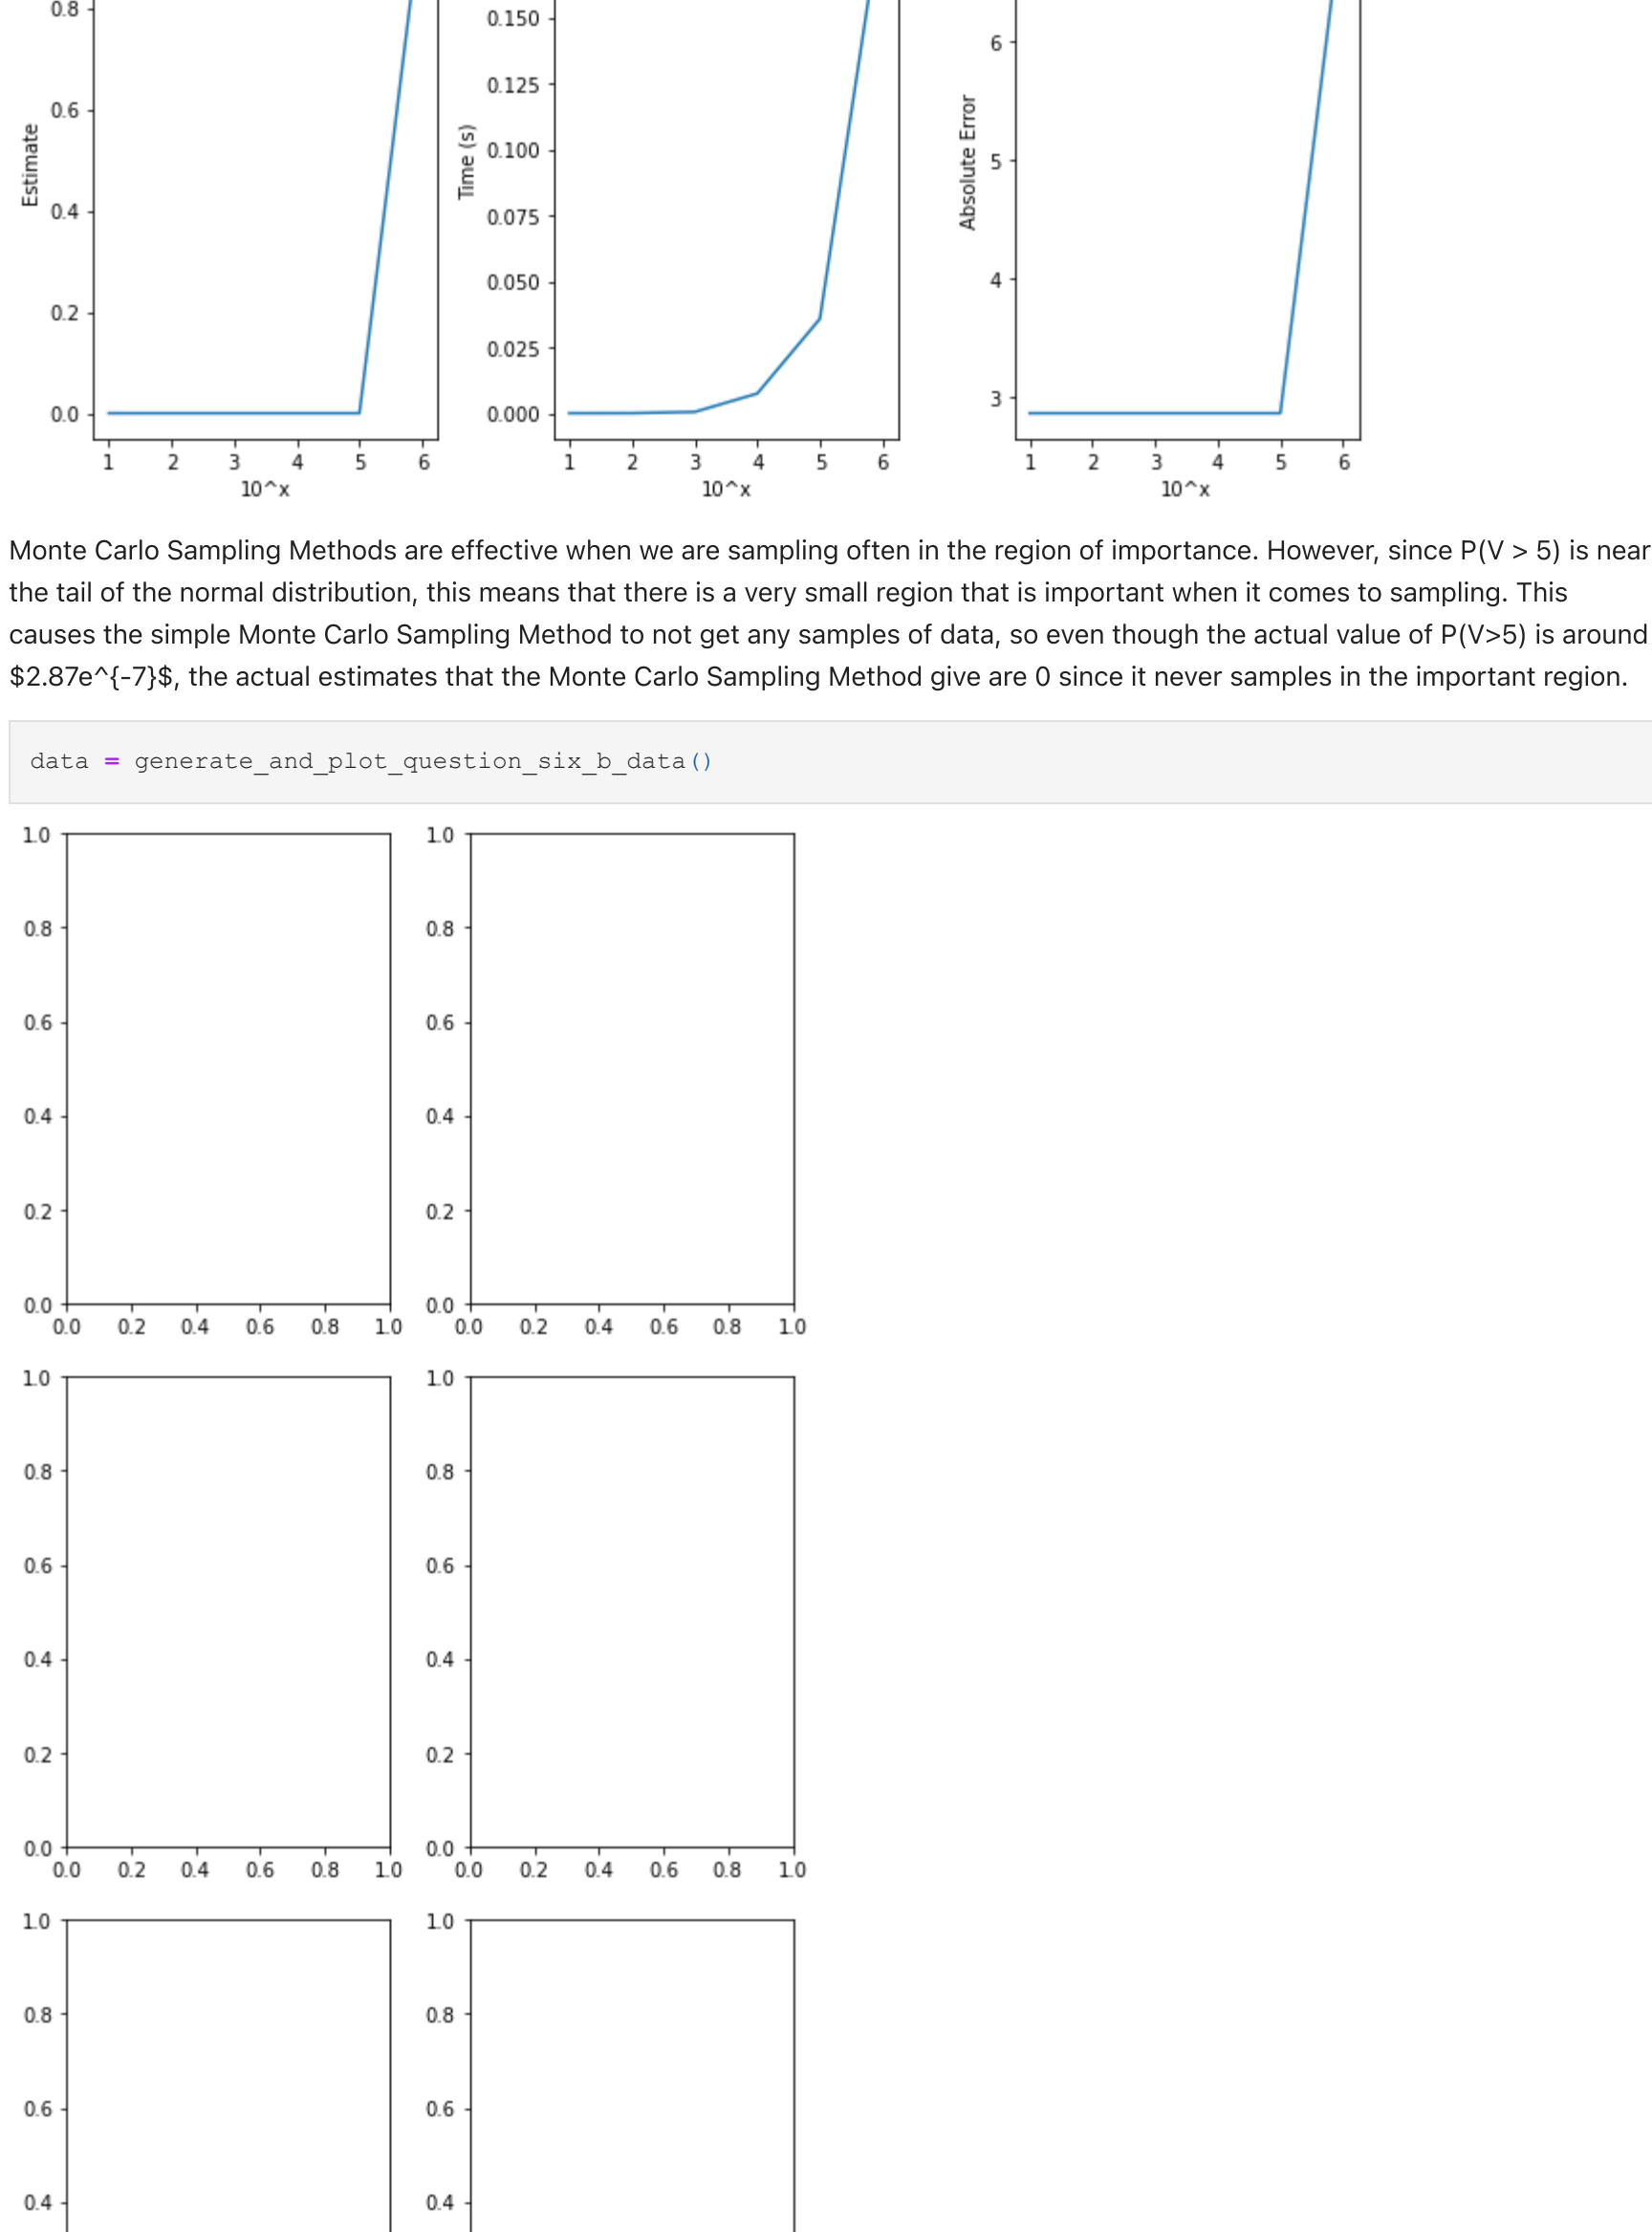 0.8
0.6
0.4
0.2
0.0
Estimate
1 2 3 4 5 6
10^x
0.150
0.125
0.100
0.075
0.050
0.025
0.000
Time (s)
1 2 3 4 5 6
10^x
6
5
4
3
Absolute Error
1 2 3 4 5 6
10^x
Monte Carlo Sampling Methods are effective when we are sampling often in the region of importance. However, since P(V > 5) is near
the tail of the normal distribution, this means that there is a very small region that is important when it comes to sampling. This
causes the simple Monte Carlo Sampling Method to not get any samples of data, so even though the actual value of P(V>5) is around
$2.87e^{-7}$, the actual estimates that the Monte Carlo Sampling Method give are 0 since it never samples in the important region.
data = generate_and_plot_question_six_b_data()
1.0
0.8
0.6
0.4
0.2
0.0
0.0 0.2 0.4 0.6 0.8 1.0
1.0
0.8
0.6
0.4
0.2
0.0
0.0 0.2 0.4 0.6 0.8 1.0
1.0
0.8
0.6
0.4
0.2
0.0
0.0 0.2 0.4 0.6 0.8 1.0
1.0
0.8
0.6
0.4
0.2
0.0
0.0 0.2 0.4 0.6 0.8 1.0
1.0
0.8
0.6
0.4
1.0
0.8
0.6
0.4